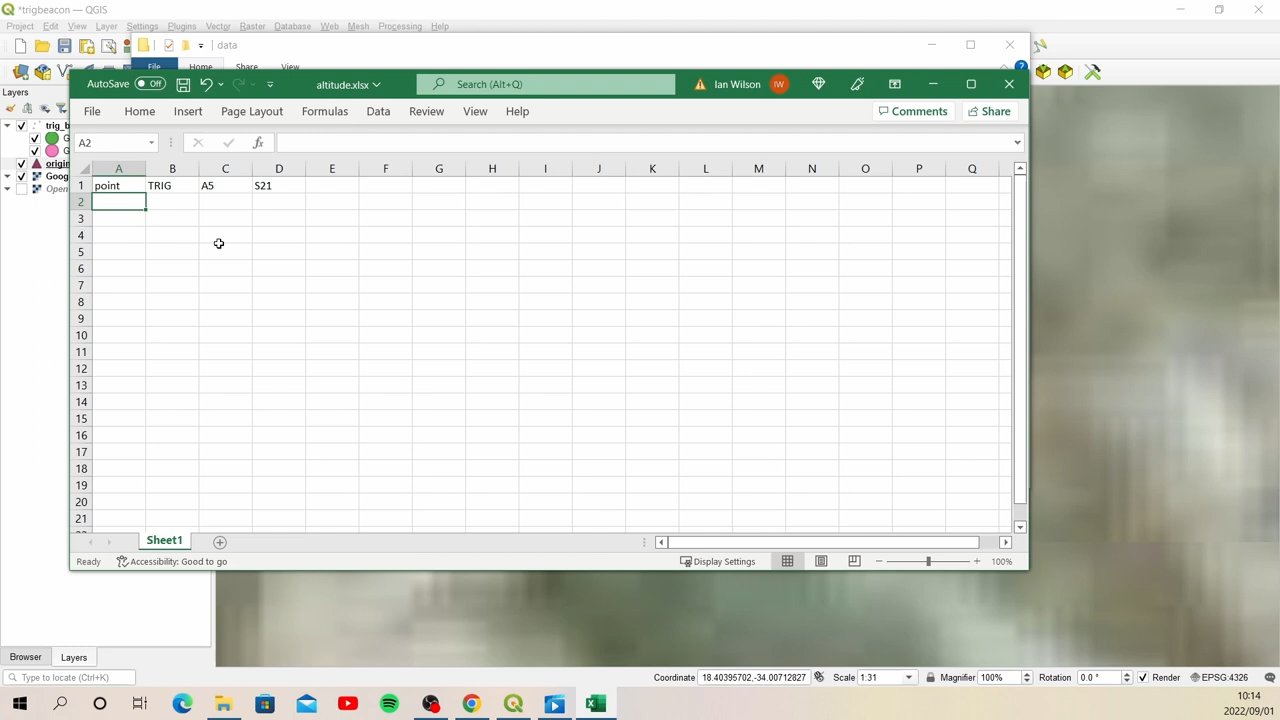 *trigbeacon — QGIS
Project Edit View Layer Settings Plugins Vector Raster Database Web Mesh Processing Help
data
File Home Share View
AutoSave Off altitude.xlsx Search (Alt+Q) Ian Wilson IW
File Home Insert Page Layout Formulas Data Review View Help Comments Share
A2 fx
Layers
trig_b
G
G
origin
Goog
Open
A B C D E F G H I J K L M N O P Q
1 point TRIG A5 S21
2
3
4
5
6
7
8
9
10
11
12
13
14
15
16
17
18
19
20
21
Sheet1
Ready Accessibility: Good to go Display Settings 100%
Browser Layers
Type to locate (Ctrl+K) Coordinate 18.40395702,-34.00712827 Scale 1:31 Magnifier 100% Rotation 0.0 ° Render EPSG:4326
10:14
2022/09/01